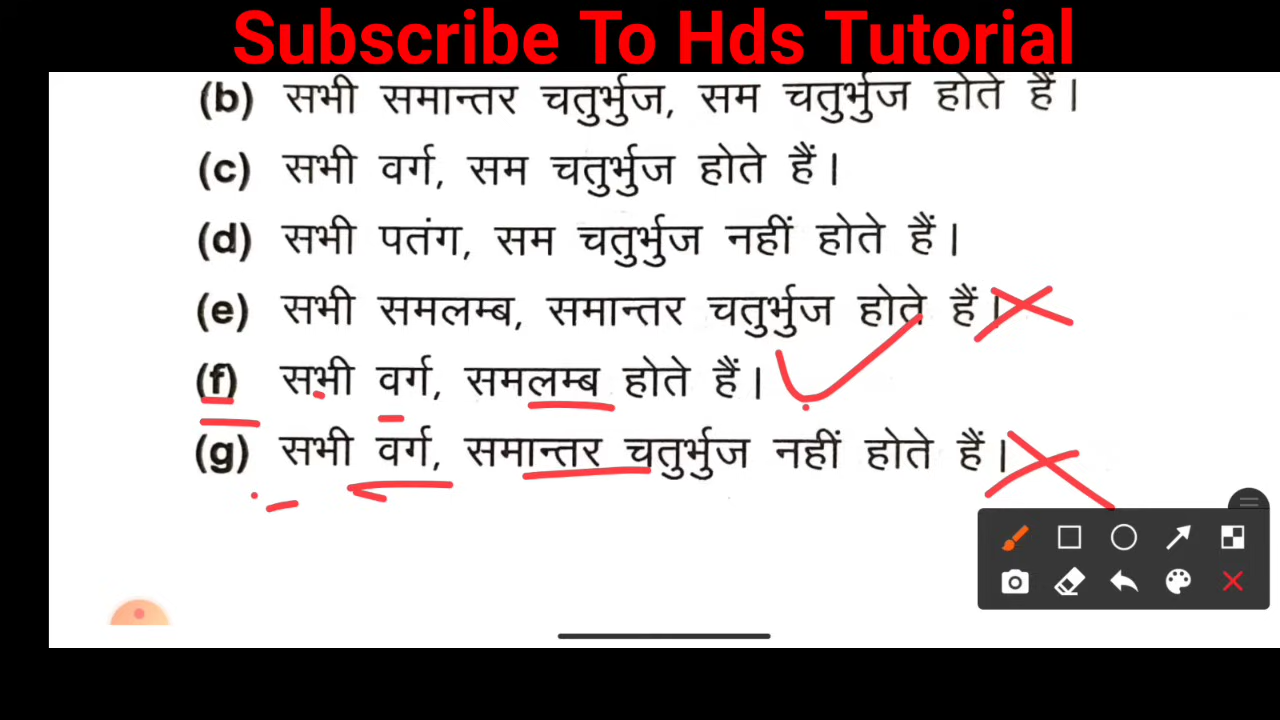 Subscribe To Hds Tutorial
(b) सभी समान्तर चतुर्भुज, सम चतुर्भुज होते हैं।
(c) सभी वर्ग, सम चतुर्भुज होते हैं।
(d) सभी पतंग, सम चतुर्भुज नहीं होते हैं।
(e) सभी समलम्ब, समान्तर चतुर्भुज होते हैं।
(f) सभी वर्ग, समलम्ब होते हैं।
(g) सभी वर्ग, समान्तर चतुर्भुज नहीं होते हैं।